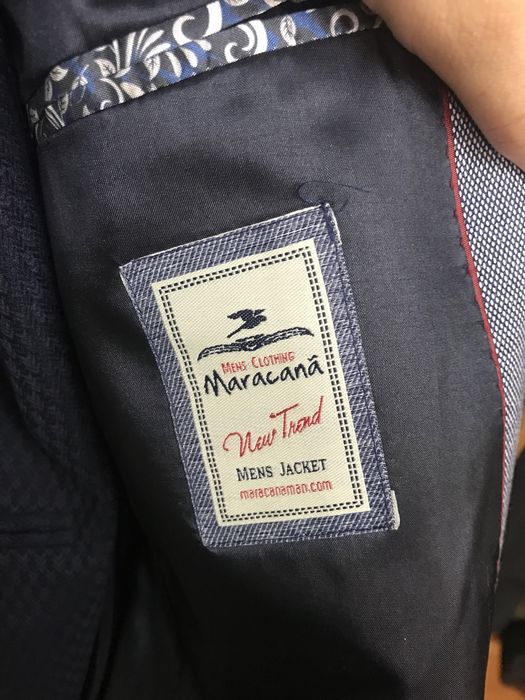 MENS CLOTHING
Maracanã
New Trend
MENS JACKET
maracanaman.com